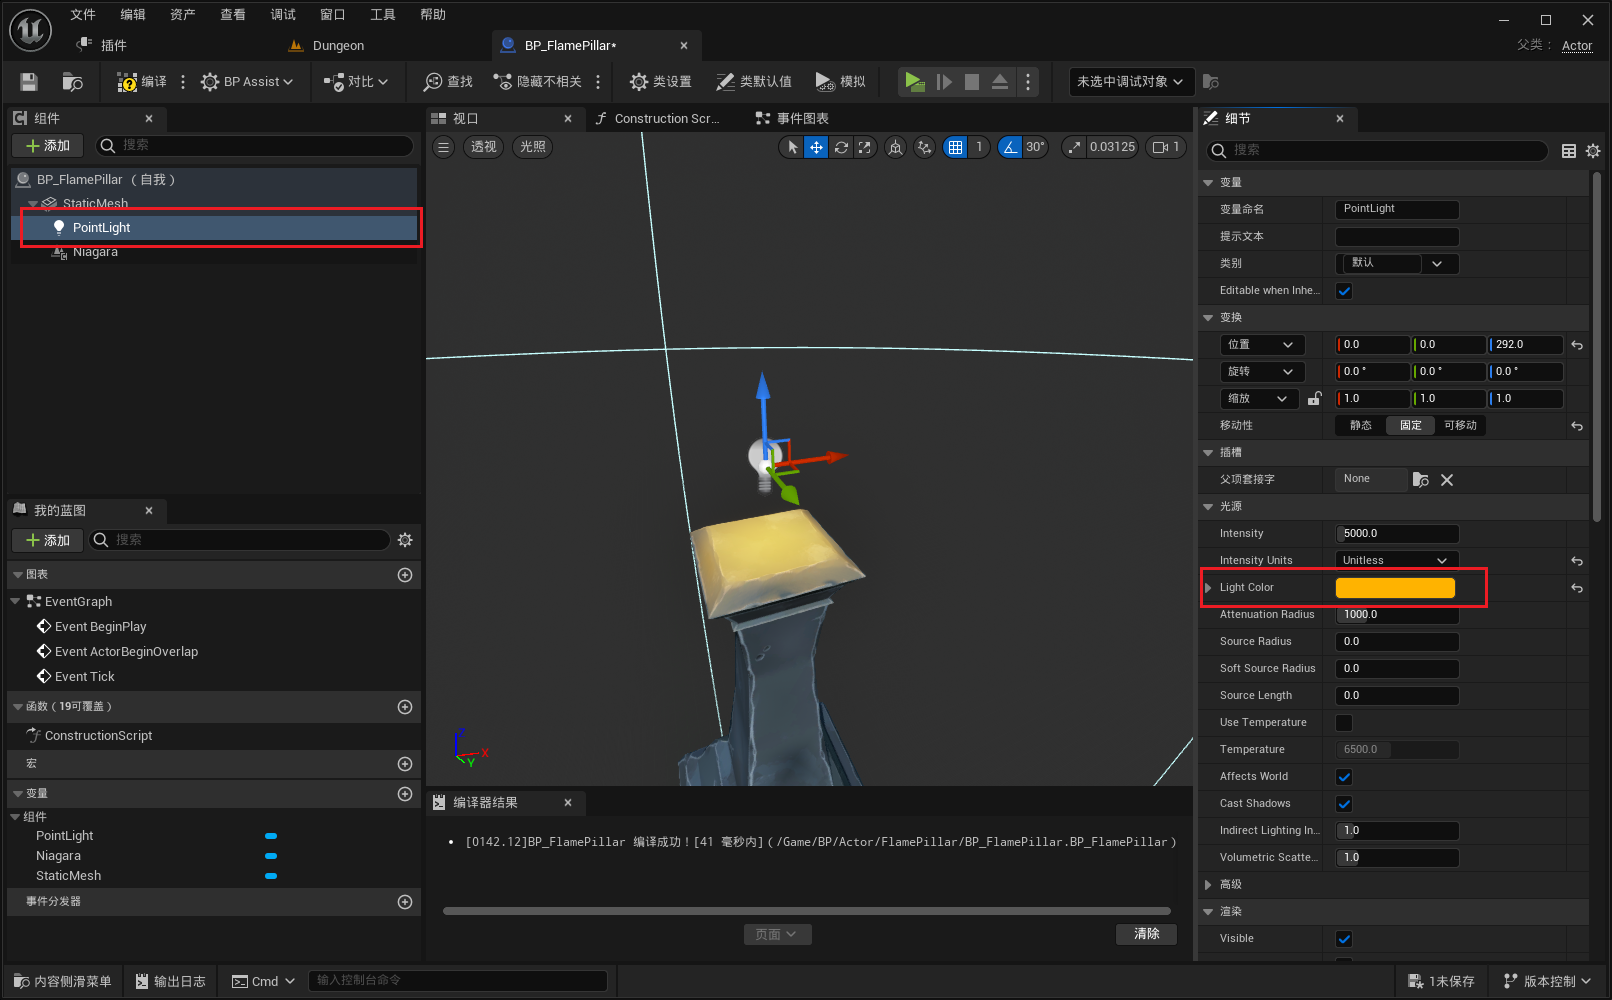 文件 编辑 资产 查看 调试 窗口 工具 帮助
插件 Dungeon BP_FlamePillar* 父类： Actor
编译 BP Assist 对比 查找 隐藏不相关 类设置 类默认值 模拟 未选中调试对象
组件
添加 搜索
BP_FlamePillar （自我）
StaticMesh
PointLight
Niagara
我的蓝图
添加 搜索
图表
EventGraph
Event BeginPlay
Event ActorBeginOverlap
Event Tick
函数（19可覆盖）
ConstructionScript
宏
变量
组件
PointLight
Niagara
StaticMesh
事件分发器
视口 Construction Scr... 事件图表
透视 光照 1 30° 0.03125 1
Z
X
Y
编译器结果
• [0142.12]BP_FlamePillar 编译成功！[41 毫秒内]（/Game/BP/Actor/FlamePillar/BP_FlamePillar.BP_FlamePillar）
页面 清除
细节
搜索
变量
变量命名 PointLight
提示文本
类别 默认
Editable when Inhe...
变换
位置 0.0 0.0 292.0
旋转 0.0 ° 0.0 ° 0.0 °
缩放 1.0 1.0 1.0
移动性 静态 固定 可移动
插槽
父项套接字 None
光源
Intensity 5000.0
Intensity Units Unitless
Light Color
Attenuation Radius 1000.0
Source Radius 0.0
Soft Source Radius 0.0
Source Length 0.0
Use Temperature
Temperature 6500.0
Affects World
Cast Shadows
Indirect Lighting In... 1.0
Volumetric Scatte... 1.0
高级
渲染
Visible
内容侧滑菜单 输出日志 Cmd 输入控制台命令 1未保存 版本控制